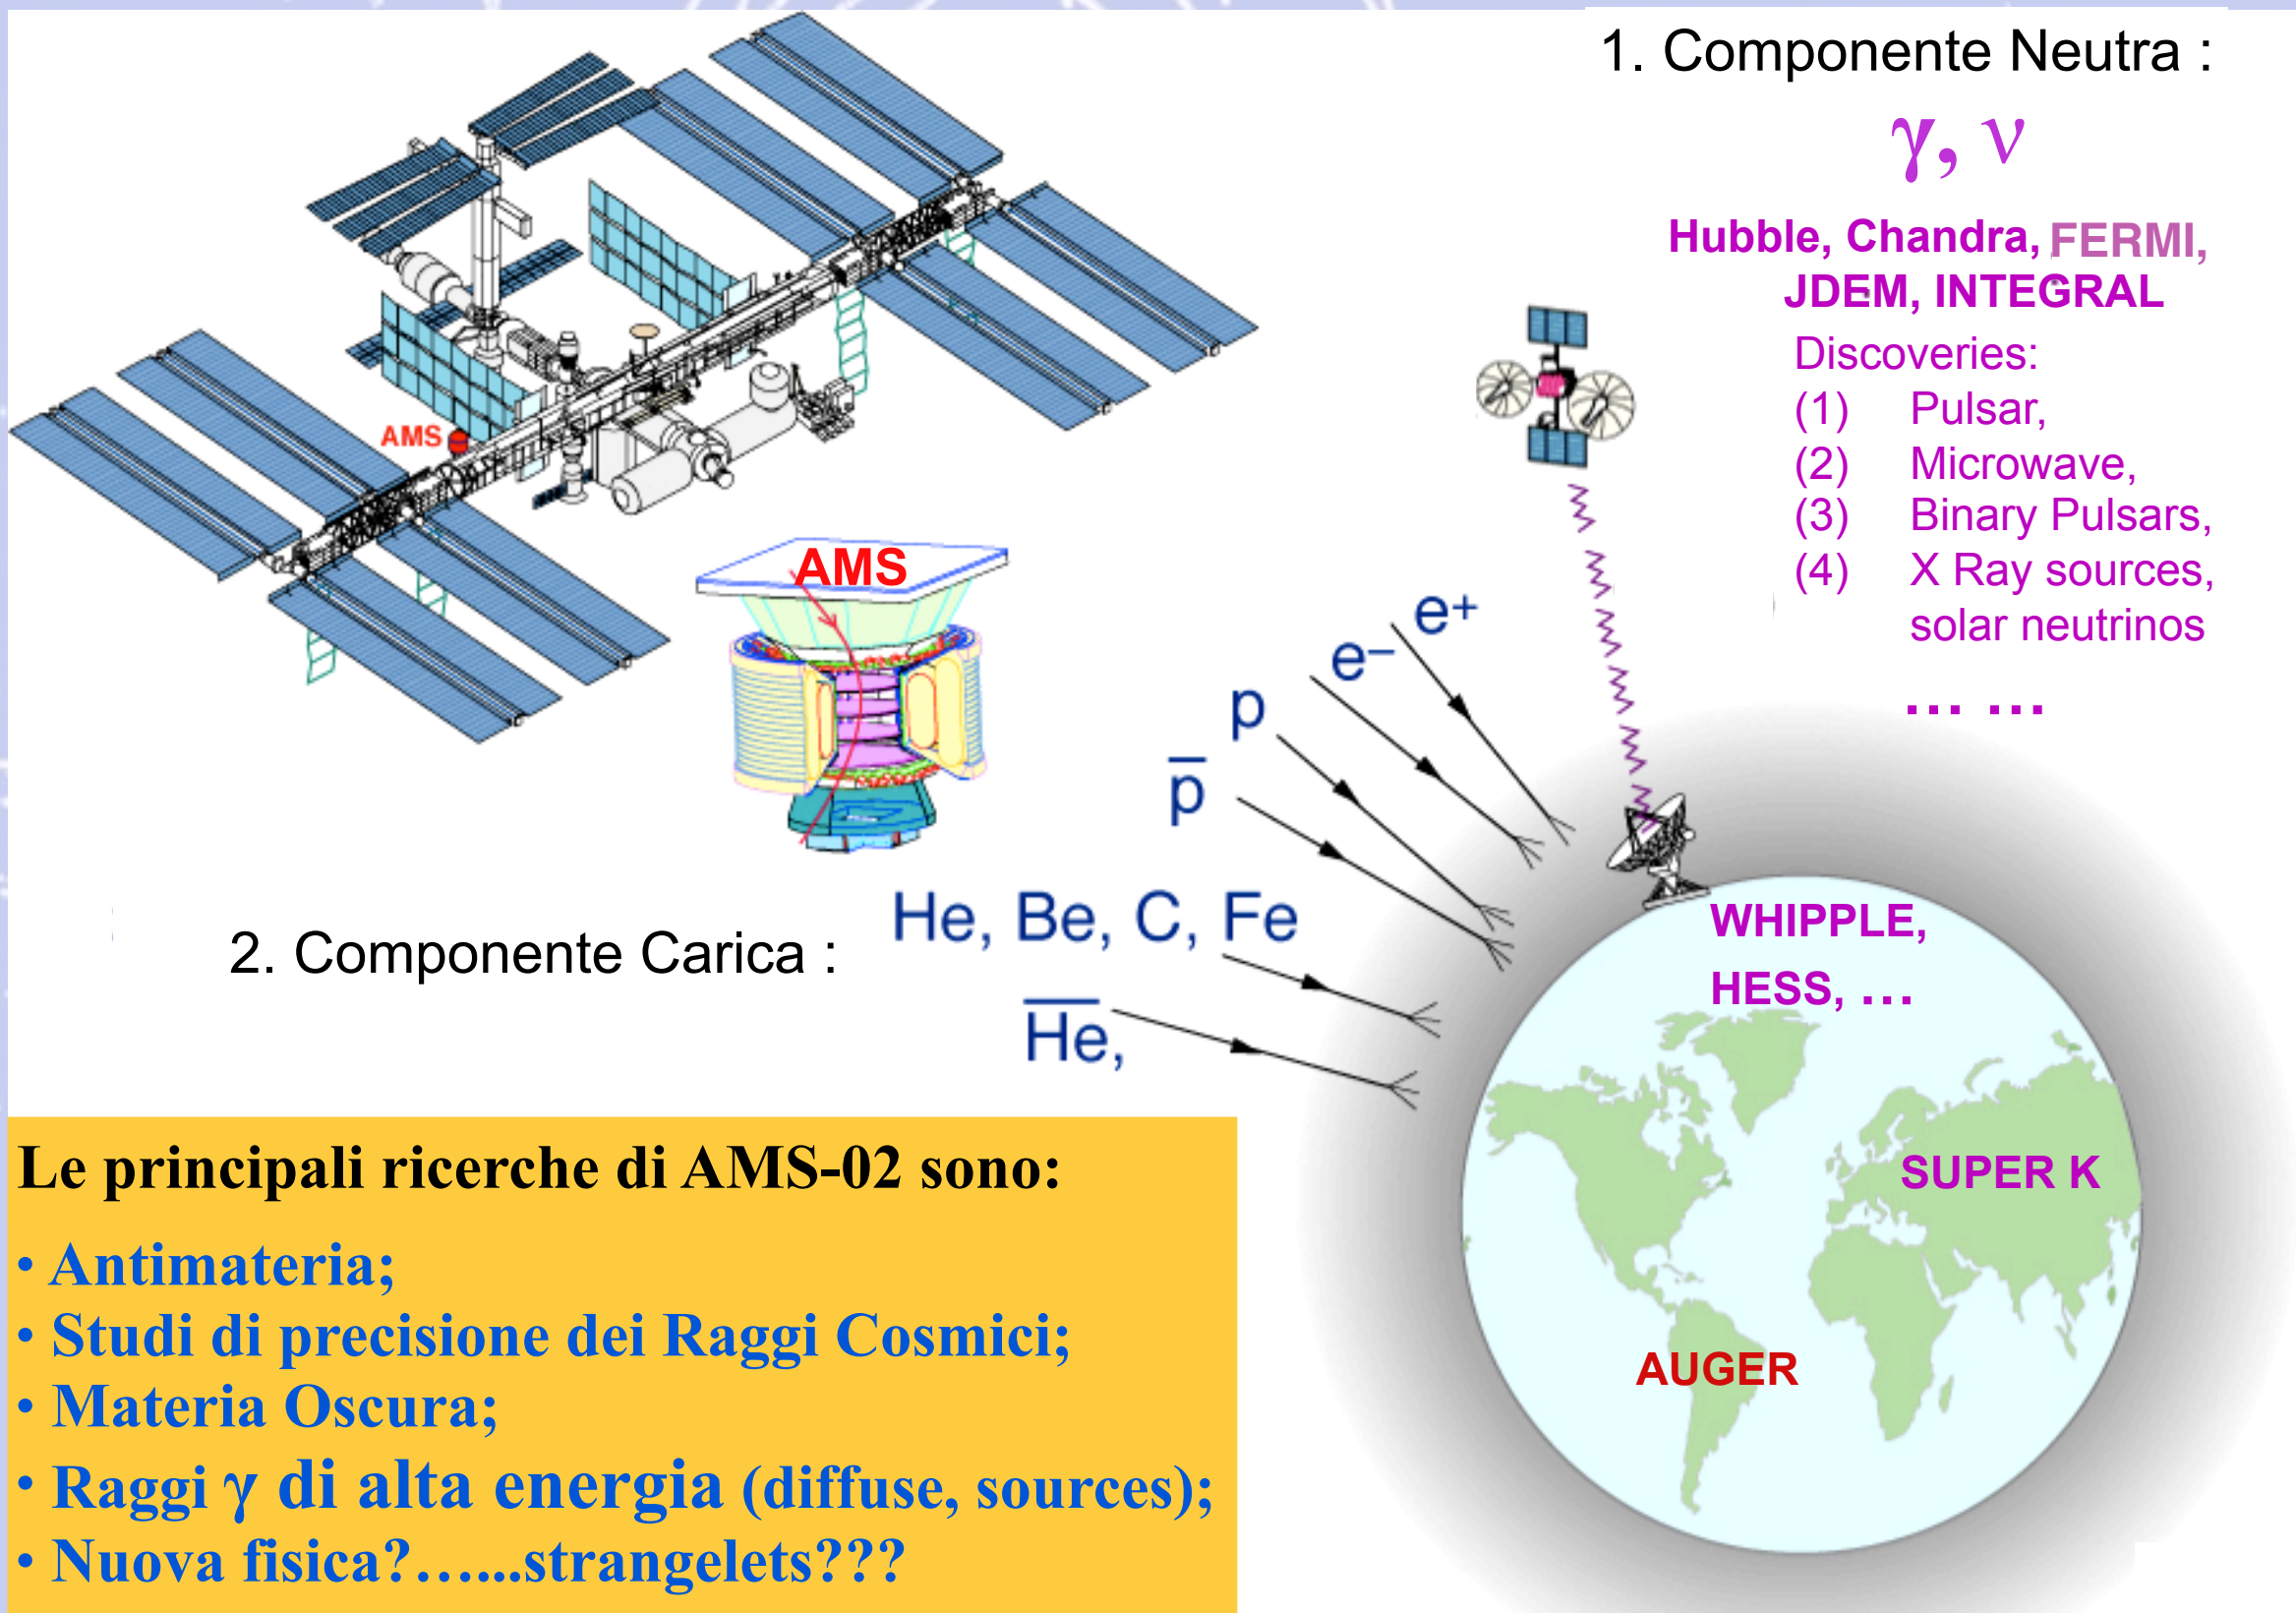 1. Componente Neutra :
γ, ν
Hubble, Chandra, FERMI,
JDEM, INTEGRAL
Discoveries:
(1) Pulsar,
(2) Microwave,
(3) Binary Pulsars,
(4) X Ray sources,
solar neutrinos
... ...
AMS
AMS
e⁺
e⁻
p
p̅
2. Componente Carica :
He, Be, C, Fe
H̅e̅,
WHIPPLE,
HESS, ...
SUPER K
AUGER
Le principali ricerche di AMS-02 sono:
• Antimateria;
• Studi di precisione dei Raggi Cosmici;
• Materia Oscura;
• Raggi γ di alta energia (diffuse, sources);
• Nuova fisica?…...strangelets???